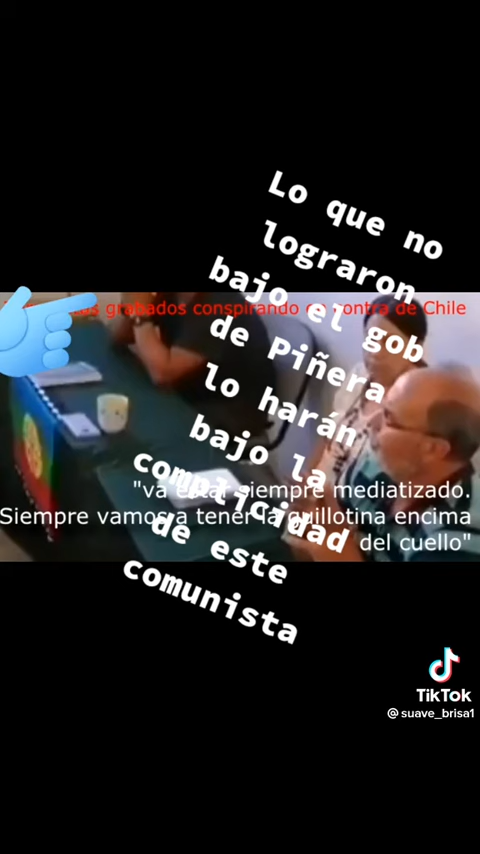 Lo que no
lograron
bajo el gob
de Piñera
lo harán
bajo la
complicidad
de este
comunista
grabados conspirando en contra de Chile
"va a estar siempre mediatizado.
Siempre vamos a tener la guillotina encima
del cuello"
TikTok
@suave_brisa1